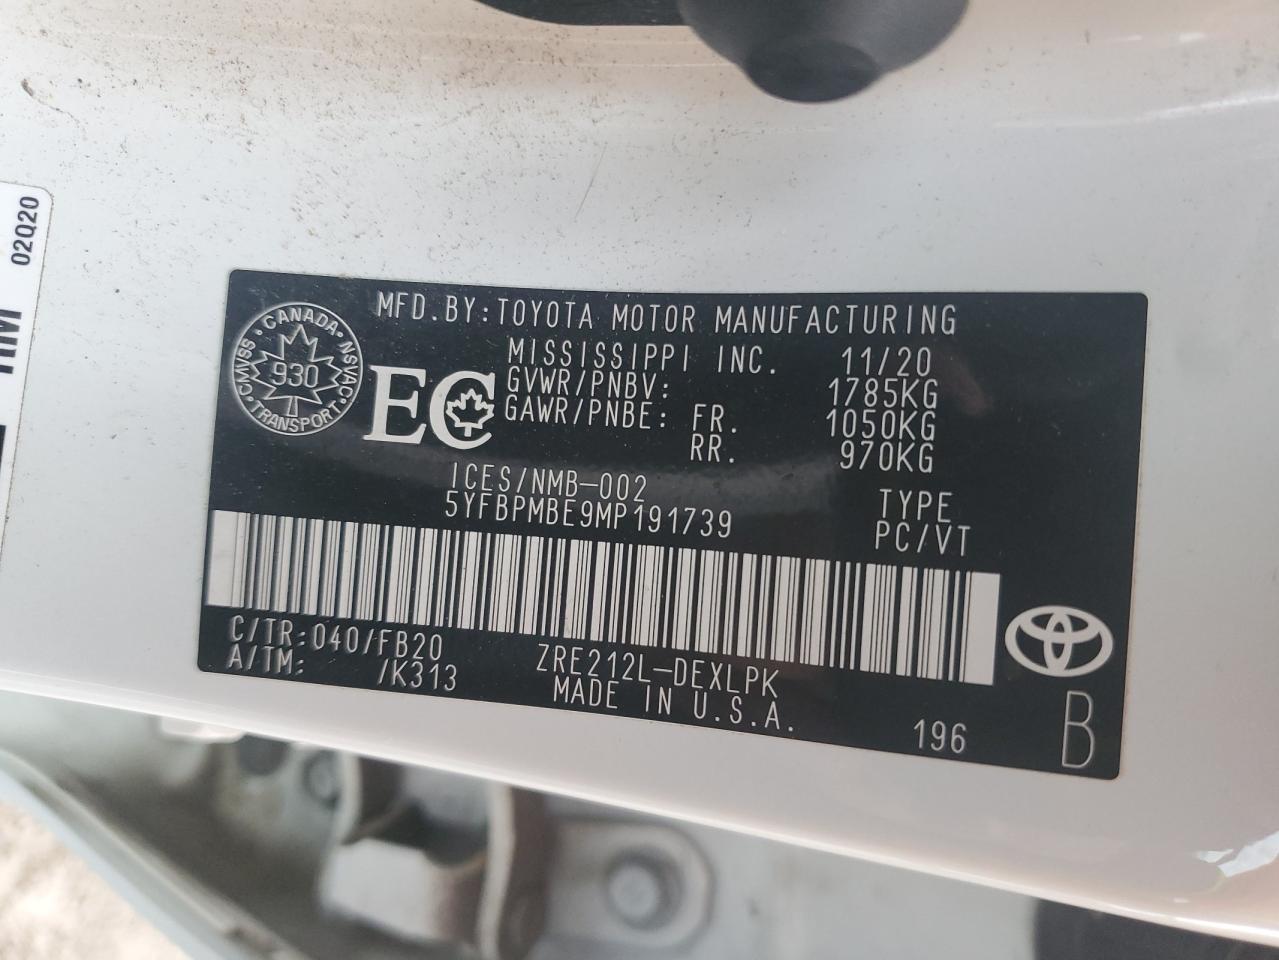 02Q20
MFD.BY:TOYOTA MOTOR MANUFACTURING
MISSISSIPPI INC. 11/20
GVWR/PNBV: 1785KG
GAWR/PNBE: FR. 1050KG
RR. 970KG
CANADA
CMVSS NSVAC
930
TRANSPORT
EC
ICES/NMB-002
5YFBPMBE9MP191739
TYPE
PC/VT
C/TR:040/FB20
A/TM: /K313
ZRE212L-DEXLPK
MADE IN U.S.A.
196
B